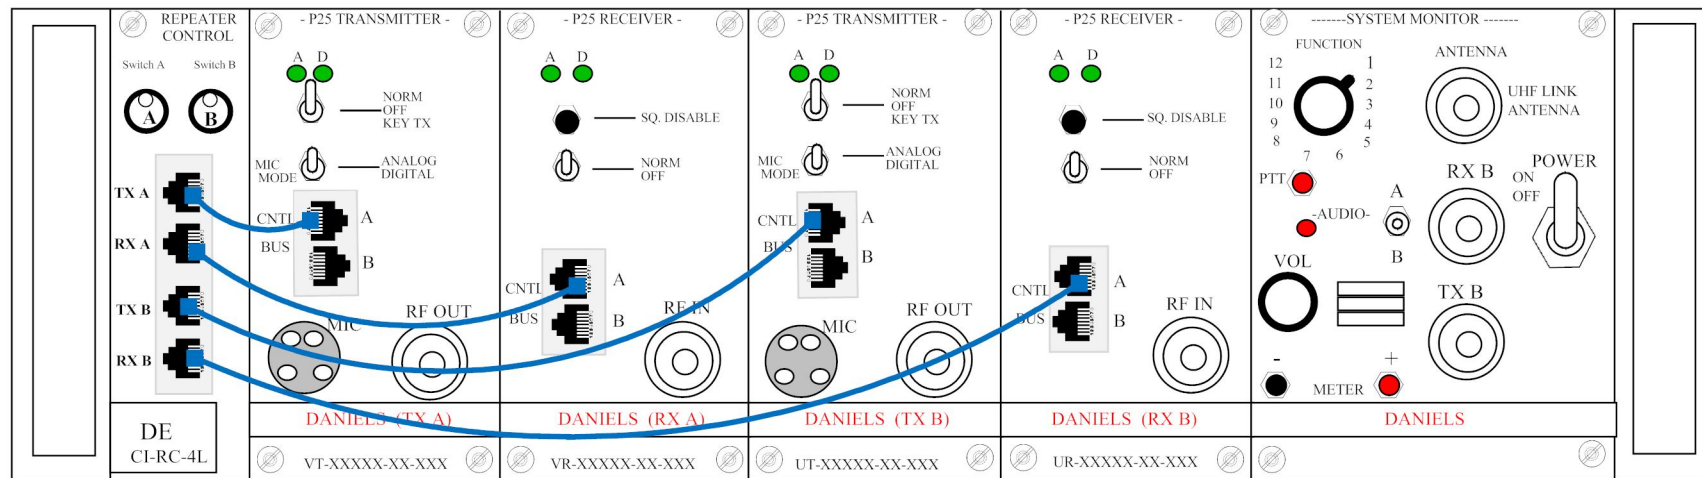 REPEATER
CONTROL
Switch A
Switch B
A
B
TX A
RX A
TX B
RX B
DE
CI-RC-4L
- P25 TRANSMITTER -
A
D
NORM
OFF
KEY TX
MIC
MODE
ANALOG
DIGITAL
CNTL
BUS
A
B
MIC
RF OUT
DANIELS (TX A)
VT-XXXXX-XX-XXX
- P25 RECEIVER -
A
D
SQ. DISABLE
NORM
OFF
CNTL
BUS
A
B
RF IN
DANIELS (RX A)
VR-XXXXX-XX-XXX
- P25 TRANSMITTER -
A
D
NORM
OFF
KEY TX
MIC
MODE
ANALOG
DIGITAL
CNTL
BUS
A
B
MIC
RF OUT
DANIELS (TX B)
UT-XXXXX-XX-XXX
- P25 RECEIVER -
A
D
SQ. DISABLE
NORM
OFF
CNTL
BUS
A
B
RF IN
DANIELS (RX B)
UR-XXXXX-XX-XXX
-------SYSTEM MONITOR -------
FUNCTION
12
11
10
9
8
7
6
5
4
3
2
1
ANTENNA
UHF LINK
ANTENNA
PTT
-AUDIO-
A
B
RX B
POWER
ON
OFF
VOL
TX B
-
METER
+
DANIELS